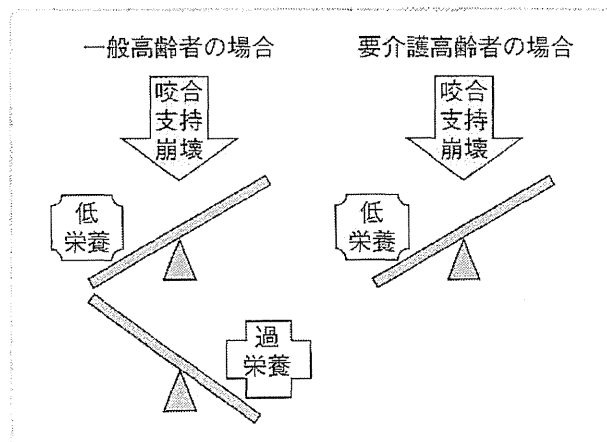 一般高齢者の場合
要介護高齢者の場合
咬合
支持
崩壊
咬合
支持
崩壊
低
栄養
低
栄養
過
栄養